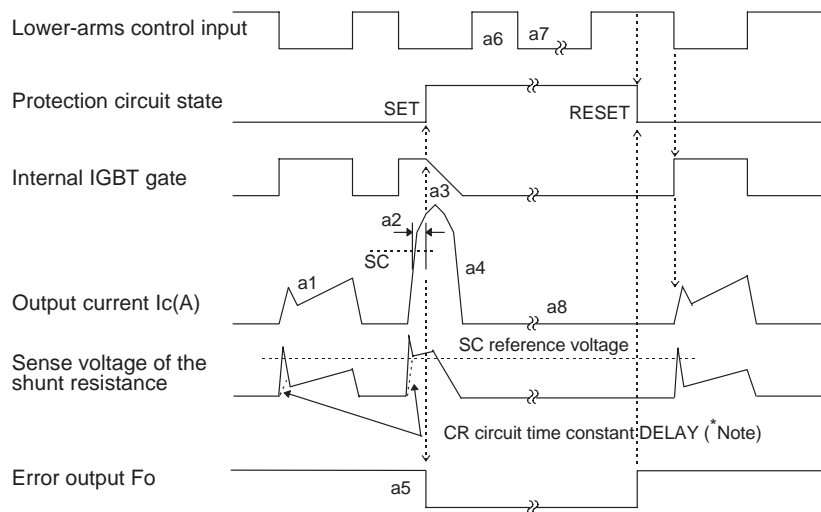 Lower-arms control input
a6
a7
Protection circuit state
SET
RESET
Internal IGBT gate
a3
a2
SC
a4
a1
Output current Ic(A)
a8
SC reference voltage
Sense voltage of the
shunt resistance
CR circuit time constant DELAY (*Note)
Error output Fo
a5